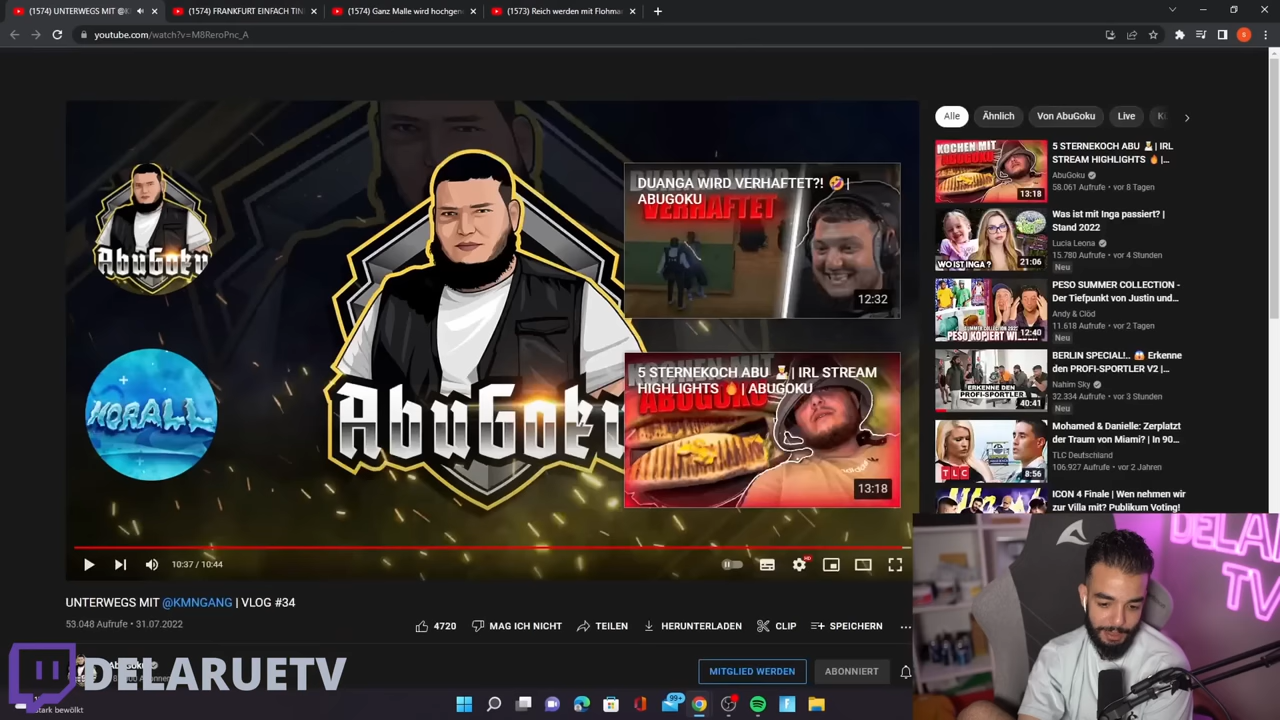 (1574) UNTERWEGS MIT @K
(1574) FRANKFURT EINFACH TIN
(1574) Ganz Malle wird hochgen
(1573) Reich werden mit Flohma
youtube.com/watch?v=M8ReroPnc_A
AbuGoku
KORALL
AbuGoku
DUANGA WIRD VERHAFTET?! 🤣 |
ABUGOKU
VERHAFTET
12:32
5 STERNEKOCH ABU 👨‍🍳 | IRL STREAM
HIGHLIGHTS 🔥 | ABUGOKU
13:18
10:37 / 10:44
UNTERWEGS MIT @KMNGANG | VLOG #34
53.048 Aufrufe • 31.07.2022
4720
MAG ICH NICHT
TEILEN
HERUNTERLADEN
CLIP
SPEICHERN
MITGLIED WERDEN
ABONNIERT
DELARUETV
Stark bewölkt
99+
Alle
Ähnlich
Von AbuGoku
Live
KOCHEN MIT
ABUGOKU
13:18
5 STERNEKOCH ABU 👨‍🍳 | IRL
STREAM HIGHLIGHTS 🔥 |...
AbuGoku
58.061 Aufrufe • vor 8 Tagen
WO IST INGA ?
21:06
Was ist mit Inga passiert? |
Stand 2022
Lucia Leona
15.780 Aufrufe • vor 4 Stunden
Neu
PESO KOPIERT WIRD
12:40
PESO SUMMER COLLECTION -
Der Tiefpunkt von Justin und...
Andy & Clöd
11.618 Aufrufe • vor 2 Tagen
Neu
ERKENNE DEN
PROFI-SPORTLER
40:41
BERLIN SPECIAL!.. 😱 Erkenne
den PROFI-SPORTLER V2 |...
Nahim Sky
32.334 Aufrufe • vor 3 Stunden
Neu
TLC
8:56
Mohamed & Danielle: Zerplatzt
der Traum von Miami? | In 90...
TLC Deutschland
106.927 Aufrufe • vor 2 Jahren
ICON 4 Finale | Wen nehmen wir
zur Villa mit? Publikum Voting!
DELARU
TV